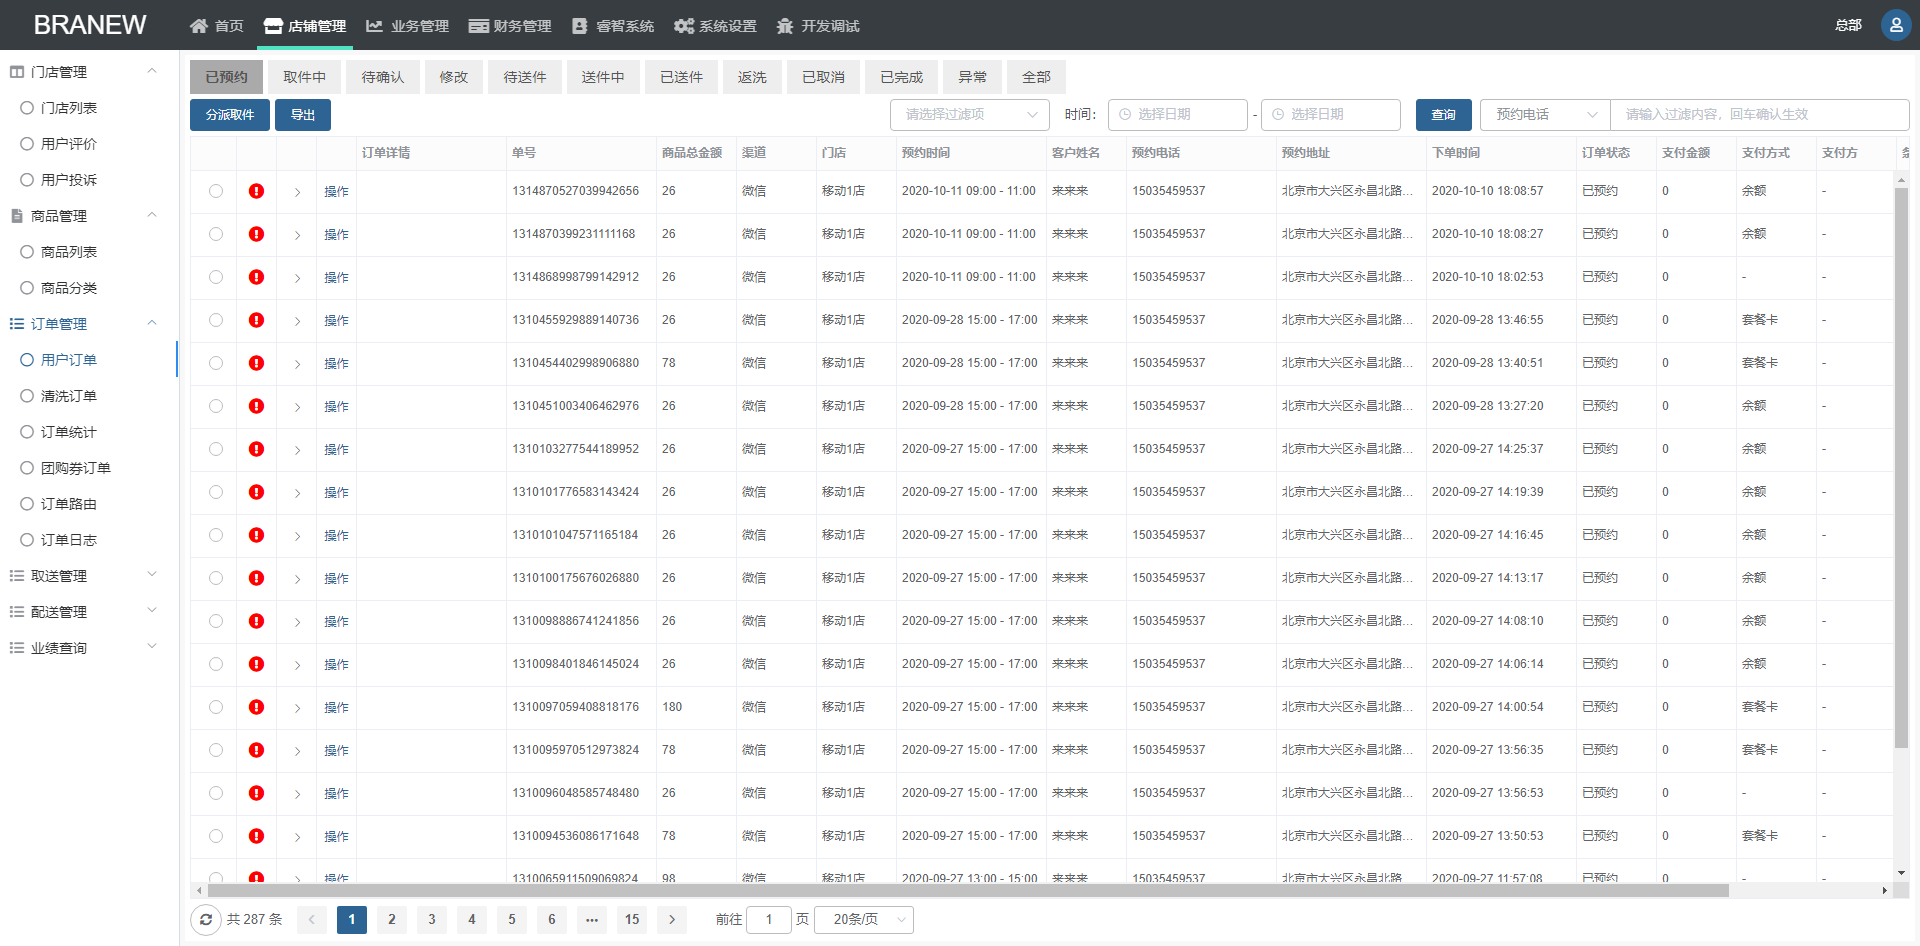 BRANEW 首页 店铺管理 业务管理 财务管理 睿智系统 系统设置 开发调试 总部
门店管理
门店列表
用户评价
用户投诉
商品管理
商品列表
商品分类
订单管理
用户订单
清洗订单
订单统计
团购券订单
订单路由
订单日志
取送管理
配送管理
业绩查询
已预约 取件中 待确认 修改 待送件 送件中 已送件 返洗 已取消 已完成 异常 全部
分派取件 导出 请选择过滤项 时间： 选择日期 - 选择日期 查询 预约电话 请输入过滤内容，回车确认生效
订单详情 单号 商品总金额 渠道 门店 预约时间 客户姓名 预约电话 预约地址 下单时间 订单状态 支付金额 支付方式 支付方
操作 1314870527039942656 26 微信 移动1店 2020-10-11 09:00 - 11:00 来来来 15035459537 北京市大兴区永昌北路... 2020-10-10 18:08:57 已预约 0 余额 -
操作 1314870399231111168 26 微信 移动1店 2020-10-11 09:00 - 11:00 来来来 15035459537 北京市大兴区永昌北路... 2020-10-10 18:08:27 已预约 0 余额 -
操作 1314868998799142912 26 微信 移动1店 2020-10-11 09:00 - 11:00 来来来 15035459537 北京市大兴区永昌北路... 2020-10-10 18:02:53 已预约 0 - -
操作 1310455929889140736 26 微信 移动1店 2020-09-28 15:00 - 17:00 来来来 15035459537 北京市大兴区永昌北路... 2020-09-28 13:46:55 已预约 0 套餐卡 -
操作 1310454402998906880 78 微信 移动1店 2020-09-28 15:00 - 17:00 来来来 15035459537 北京市大兴区永昌北路... 2020-09-28 13:40:51 已预约 0 套餐卡 -
操作 1310451003406462976 26 微信 移动1店 2020-09-28 15:00 - 17:00 来来来 15035459537 北京市大兴区永昌北路... 2020-09-28 13:27:20 已预约 0 余额 -
操作 1310103277544189952 26 微信 移动1店 2020-09-27 15:00 - 17:00 来来来 15035459537 北京市大兴区永昌北路... 2020-09-27 14:25:37 已预约 0 余额 -
操作 1310101776583143424 26 微信 移动1店 2020-09-27 15:00 - 17:00 来来来 15035459537 北京市大兴区永昌北路... 2020-09-27 14:19:39 已预约 0 余额 -
操作 1310101047571165184 26 微信 移动1店 2020-09-27 15:00 - 17:00 来来来 15035459537 北京市大兴区永昌北路... 2020-09-27 14:16:45 已预约 0 余额 -
操作 1310100175676026880 26 微信 移动1店 2020-09-27 15:00 - 17:00 来来来 15035459537 北京市大兴区永昌北路... 2020-09-27 14:13:17 已预约 0 余额 -
操作 1310098886741241856 26 微信 移动1店 2020-09-27 15:00 - 17:00 来来来 15035459537 北京市大兴区永昌北路... 2020-09-27 14:08:10 已预约 0 余额 -
操作 1310098401846145024 26 微信 移动1店 2020-09-27 15:00 - 17:00 来来来 15035459537 北京市大兴区永昌北路... 2020-09-27 14:06:14 已预约 0 余额 -
操作 1310097059408818176 180 微信 移动1店 2020-09-27 15:00 - 17:00 来来来 15035459537 北京市大兴区永昌北路... 2020-09-27 14:00:54 已预约 0 套餐卡 -
操作 1310095970512973824 78 微信 移动1店 2020-09-27 15:00 - 17:00 来来来 15035459537 北京市大兴区永昌北路... 2020-09-27 13:56:35 已预约 0 套餐卡 -
操作 1310096048585748480 26 微信 移动1店 2020-09-27 15:00 - 17:00 来来来 15035459537 北京市大兴区永昌北路... 2020-09-27 13:56:53 已预约 0 - -
操作 1310094536086171648 78 微信 移动1店 2020-09-27 15:00 - 17:00 来来来 15035459537 北京市大兴区永昌北路... 2020-09-27 13:50:53 已预约 0 套餐卡 -
操作 1310065911509069824 98 微信 移动1店 2020-09-27 13:00 - 15:00 来来来 15035459537 北京市大兴区永昌北路 2020-09-27 11:57:08 已预约 0 - -
共 287 条 1 2 3 4 5 6 ••• 15 前往 1 页 20条/页